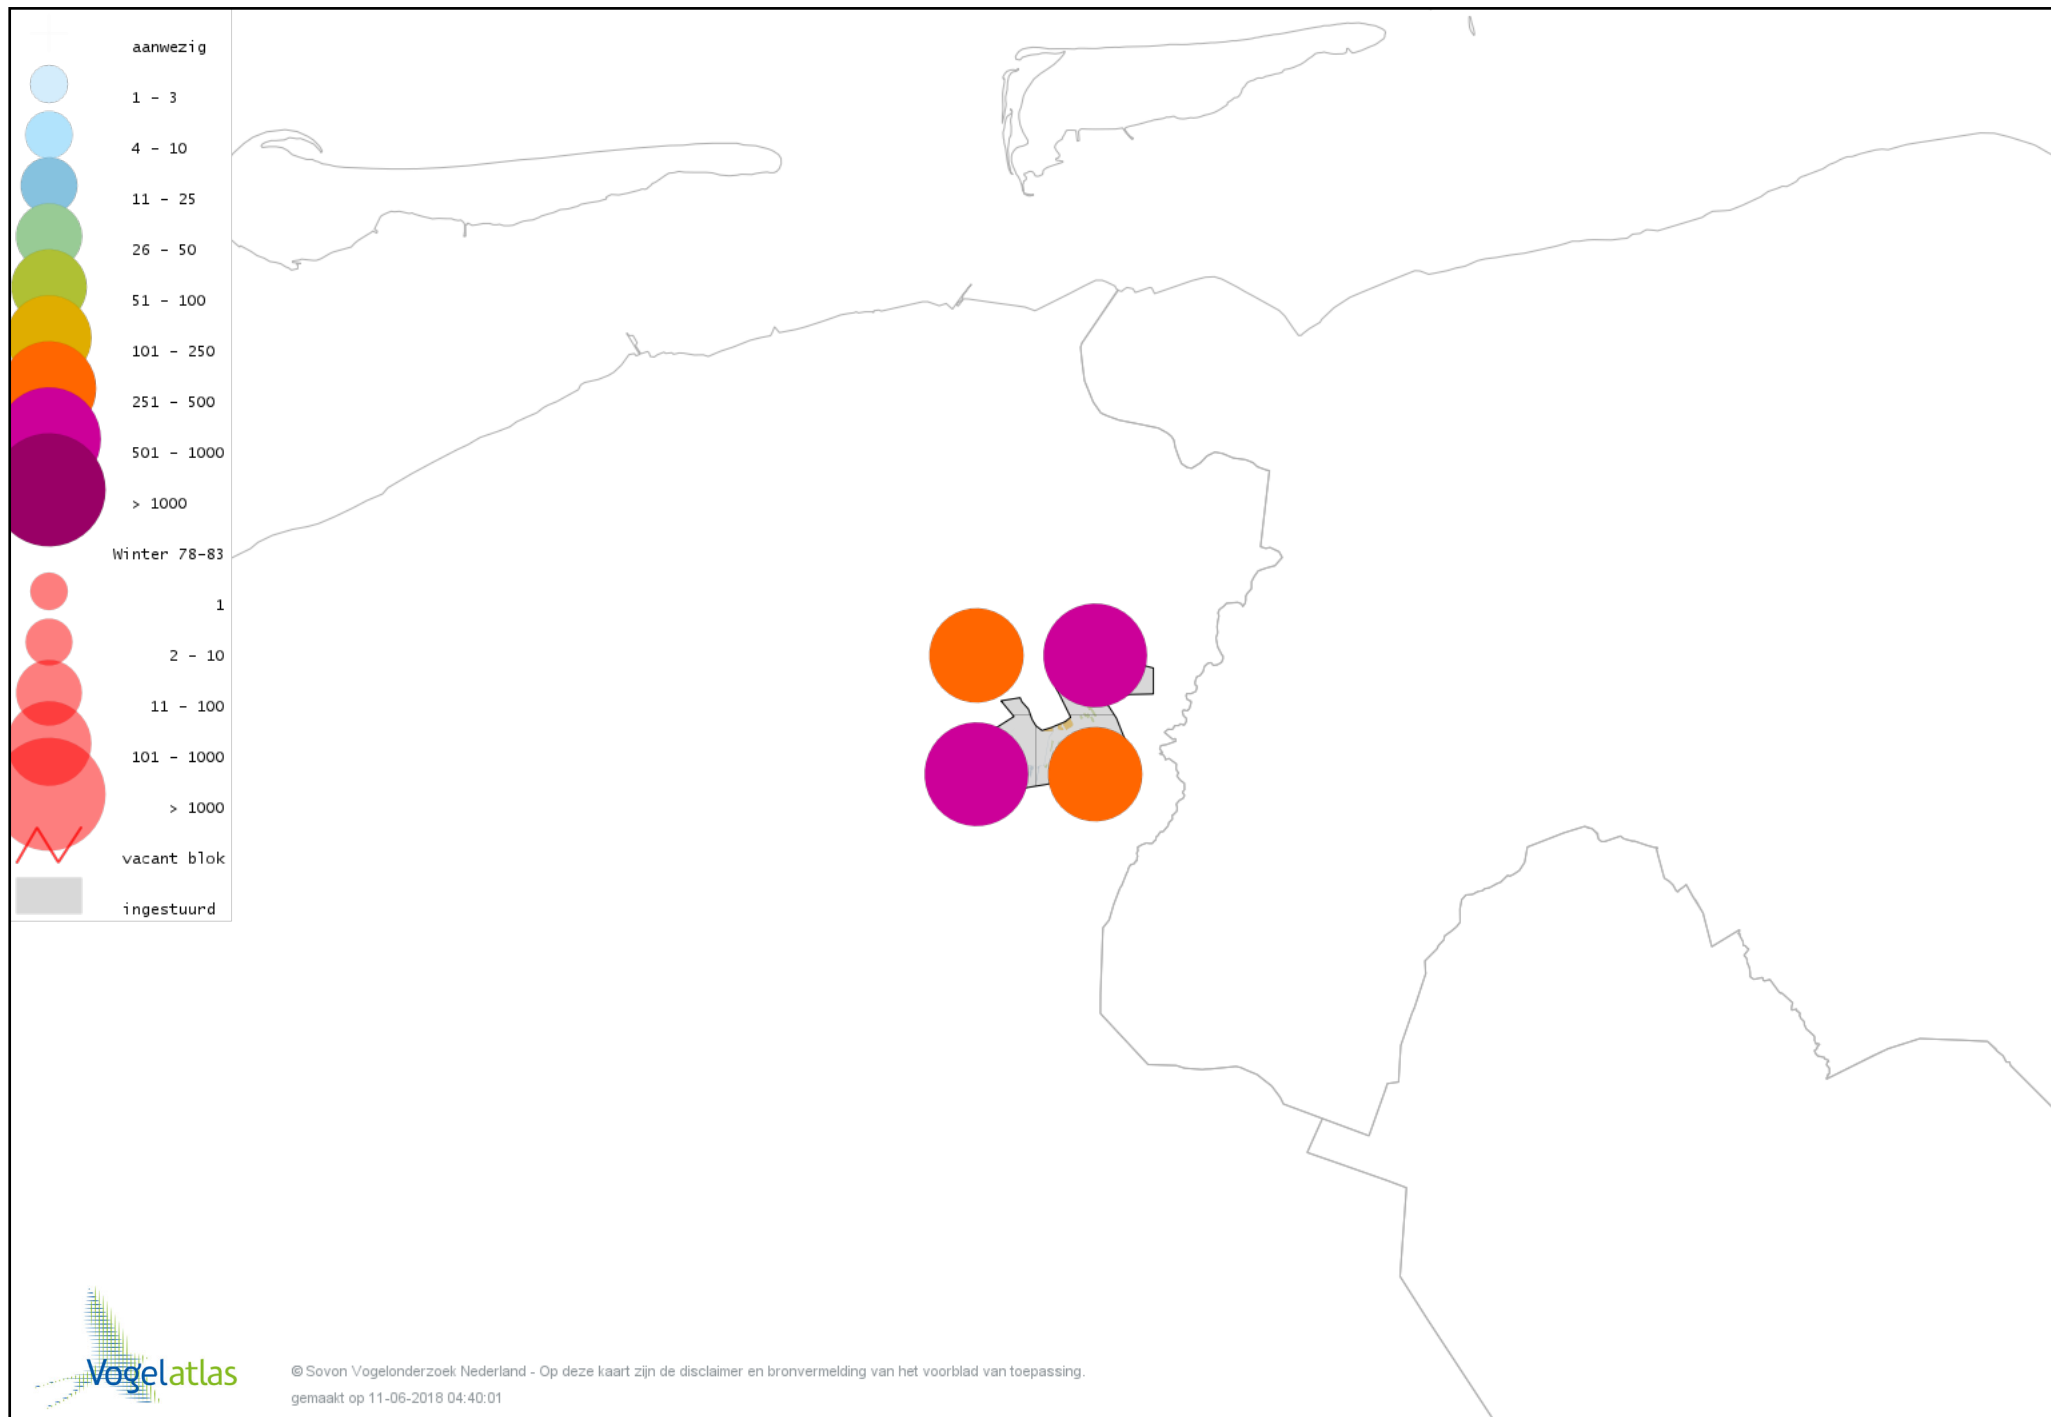 aanwezig
1 – 3
4 – 10
11 – 25
26 – 50
51 – 100
101 – 250
251 – 500
501 – 1000
> 1000
Winter 78-83
1
2 – 10
11 – 100
101 – 1000
> 1000
vacant blok
ingestuurd
Vogelatlas
© Sovon Vogelonderzoek Nederland - Op deze kaart zijn de disclaimer en bronvermelding van het voorblad van toepassing.
gemaakt op 11-06-2018 04:40:01